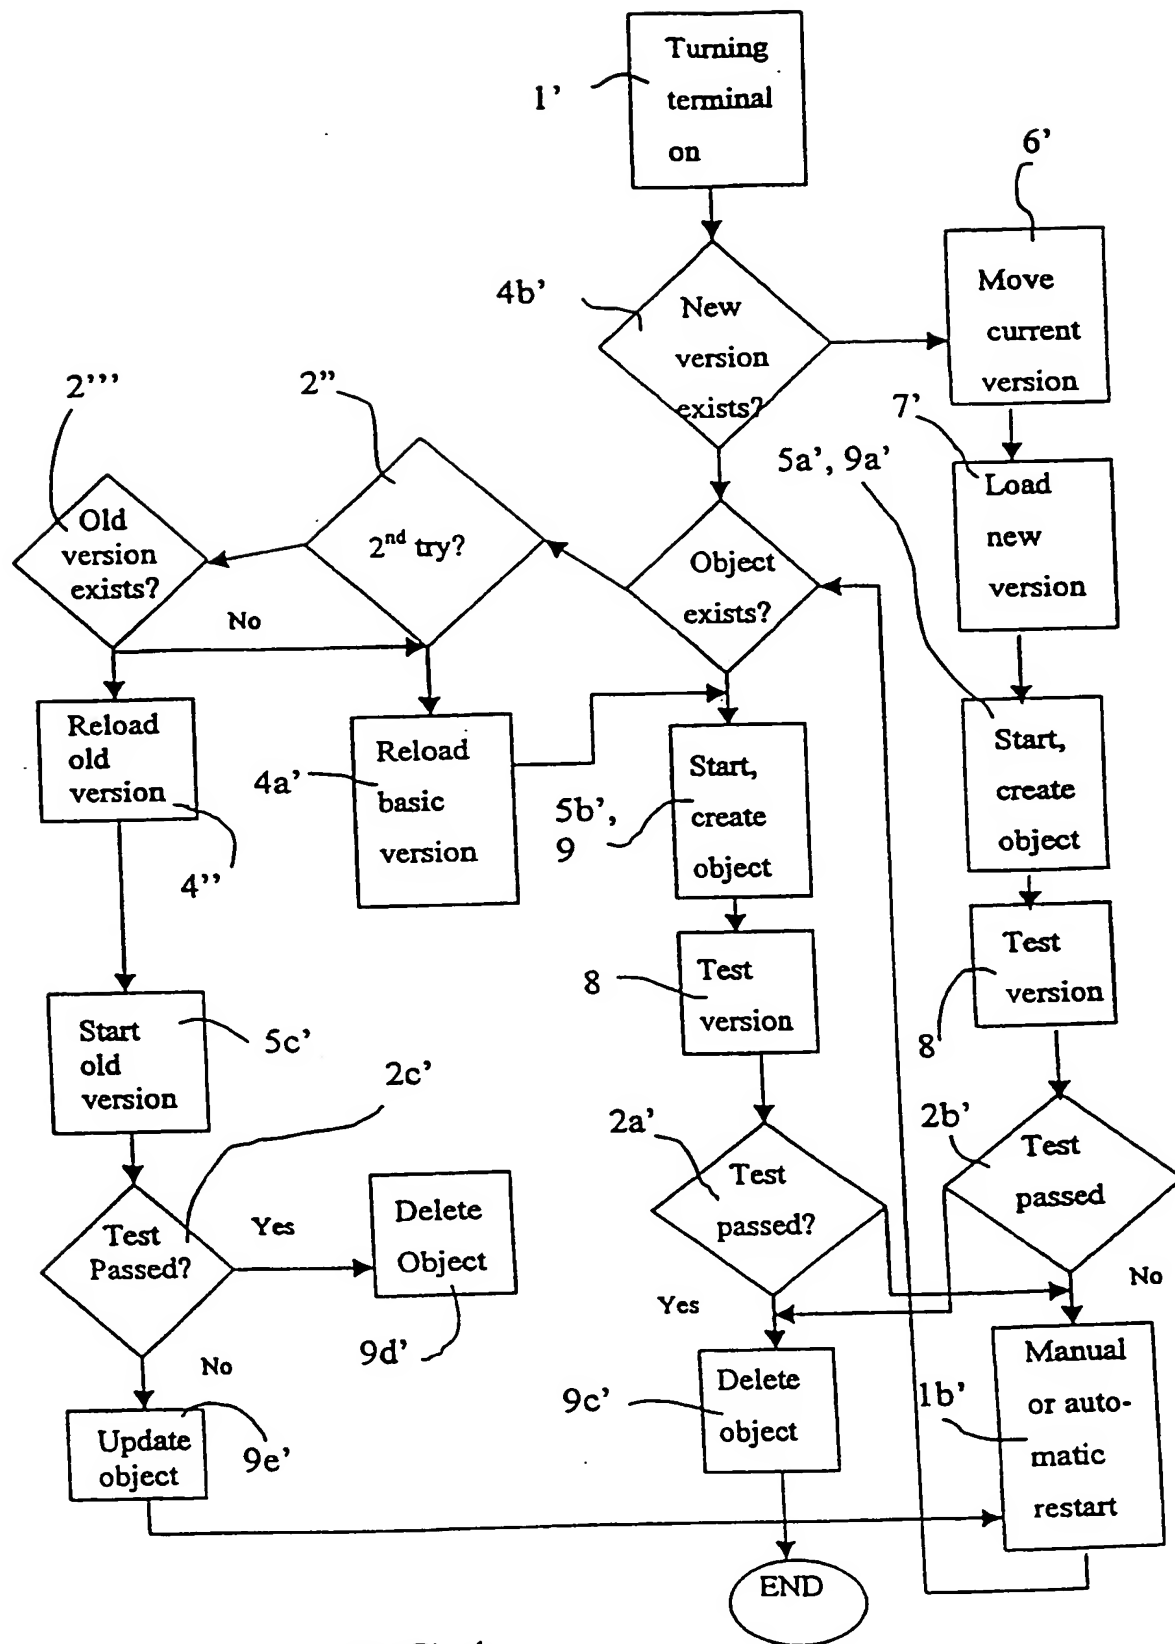 Turning
terminal
on
1'
6'
Move
current
version
4b'
New
version
exists?
2'''
2''
7'
5a', 9a'
Load
new
version
Old
version
exists?
2nd try?
Object
exists?
No
Reload
old
version
4''
4a'
Reload
basic
version
5b',
9
Start,
create
object
Start,
create
object
8
Test
version
Test
version
8'
Start
old
version
5c'
2c'
2a'
Test
passed?
2b'
Test
passed
Test
Passed?
Yes
Delete
Object
9d'
No
Update
object
9e'
Yes
No
9c'
Delete
object
1b'
Manual
or auto-
matic
restart
END